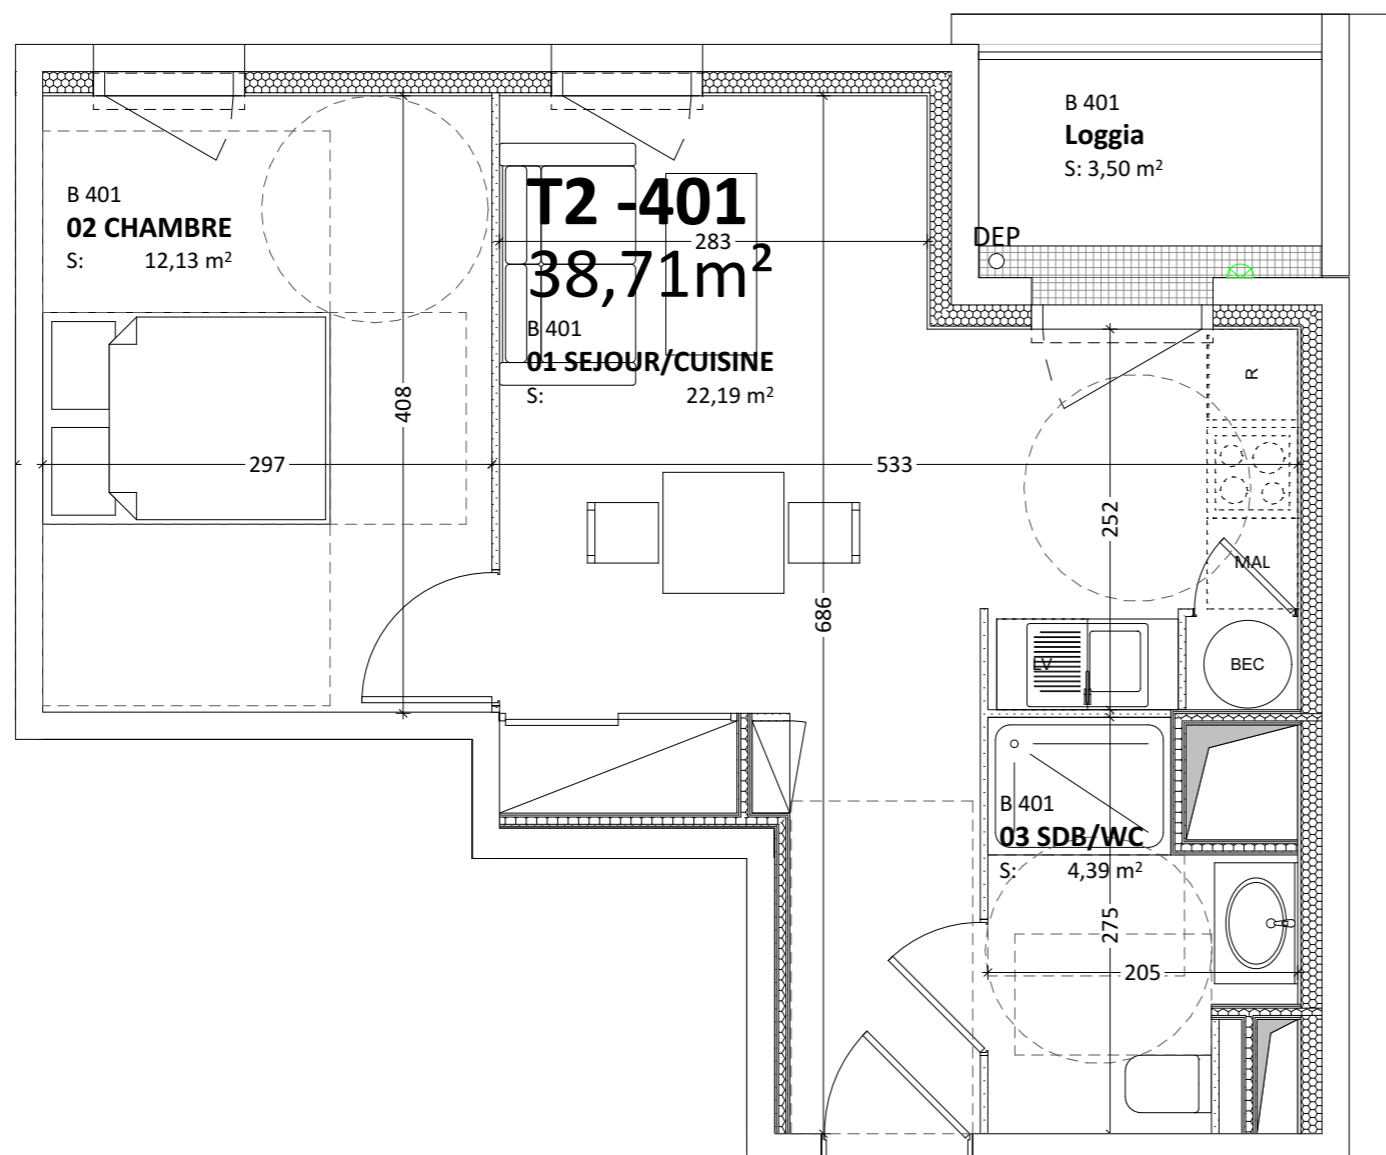 B 401
Loggia
S: 3,50 m²
DEP
B 401
02 CHAMBRE
S: 12,13 m²
T2 -401
283
38,71m²
B 401
01 SEJOUR/CUISINE
S: 22,19 m²
R
408
297
533
252
MAL
686
LV
BEC
B 401
03 SDB/WC
S: 4,39 m²
275
205